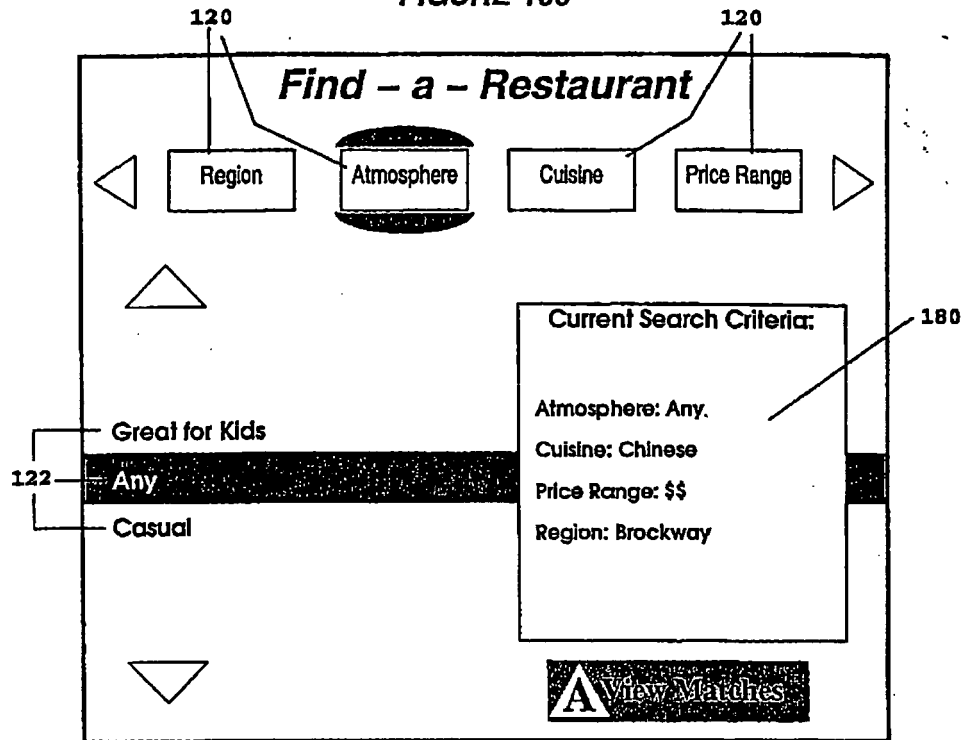 120 120
Find – a – Restaurant
Region Atmosphere Cuisine Price Range
Current Search Criteria:
180
Atmosphere: Any.
Great for Kids
Cuisine: Chinese
122
Any
Price Range: $$
Casual
Region: Brockway
A View Matches